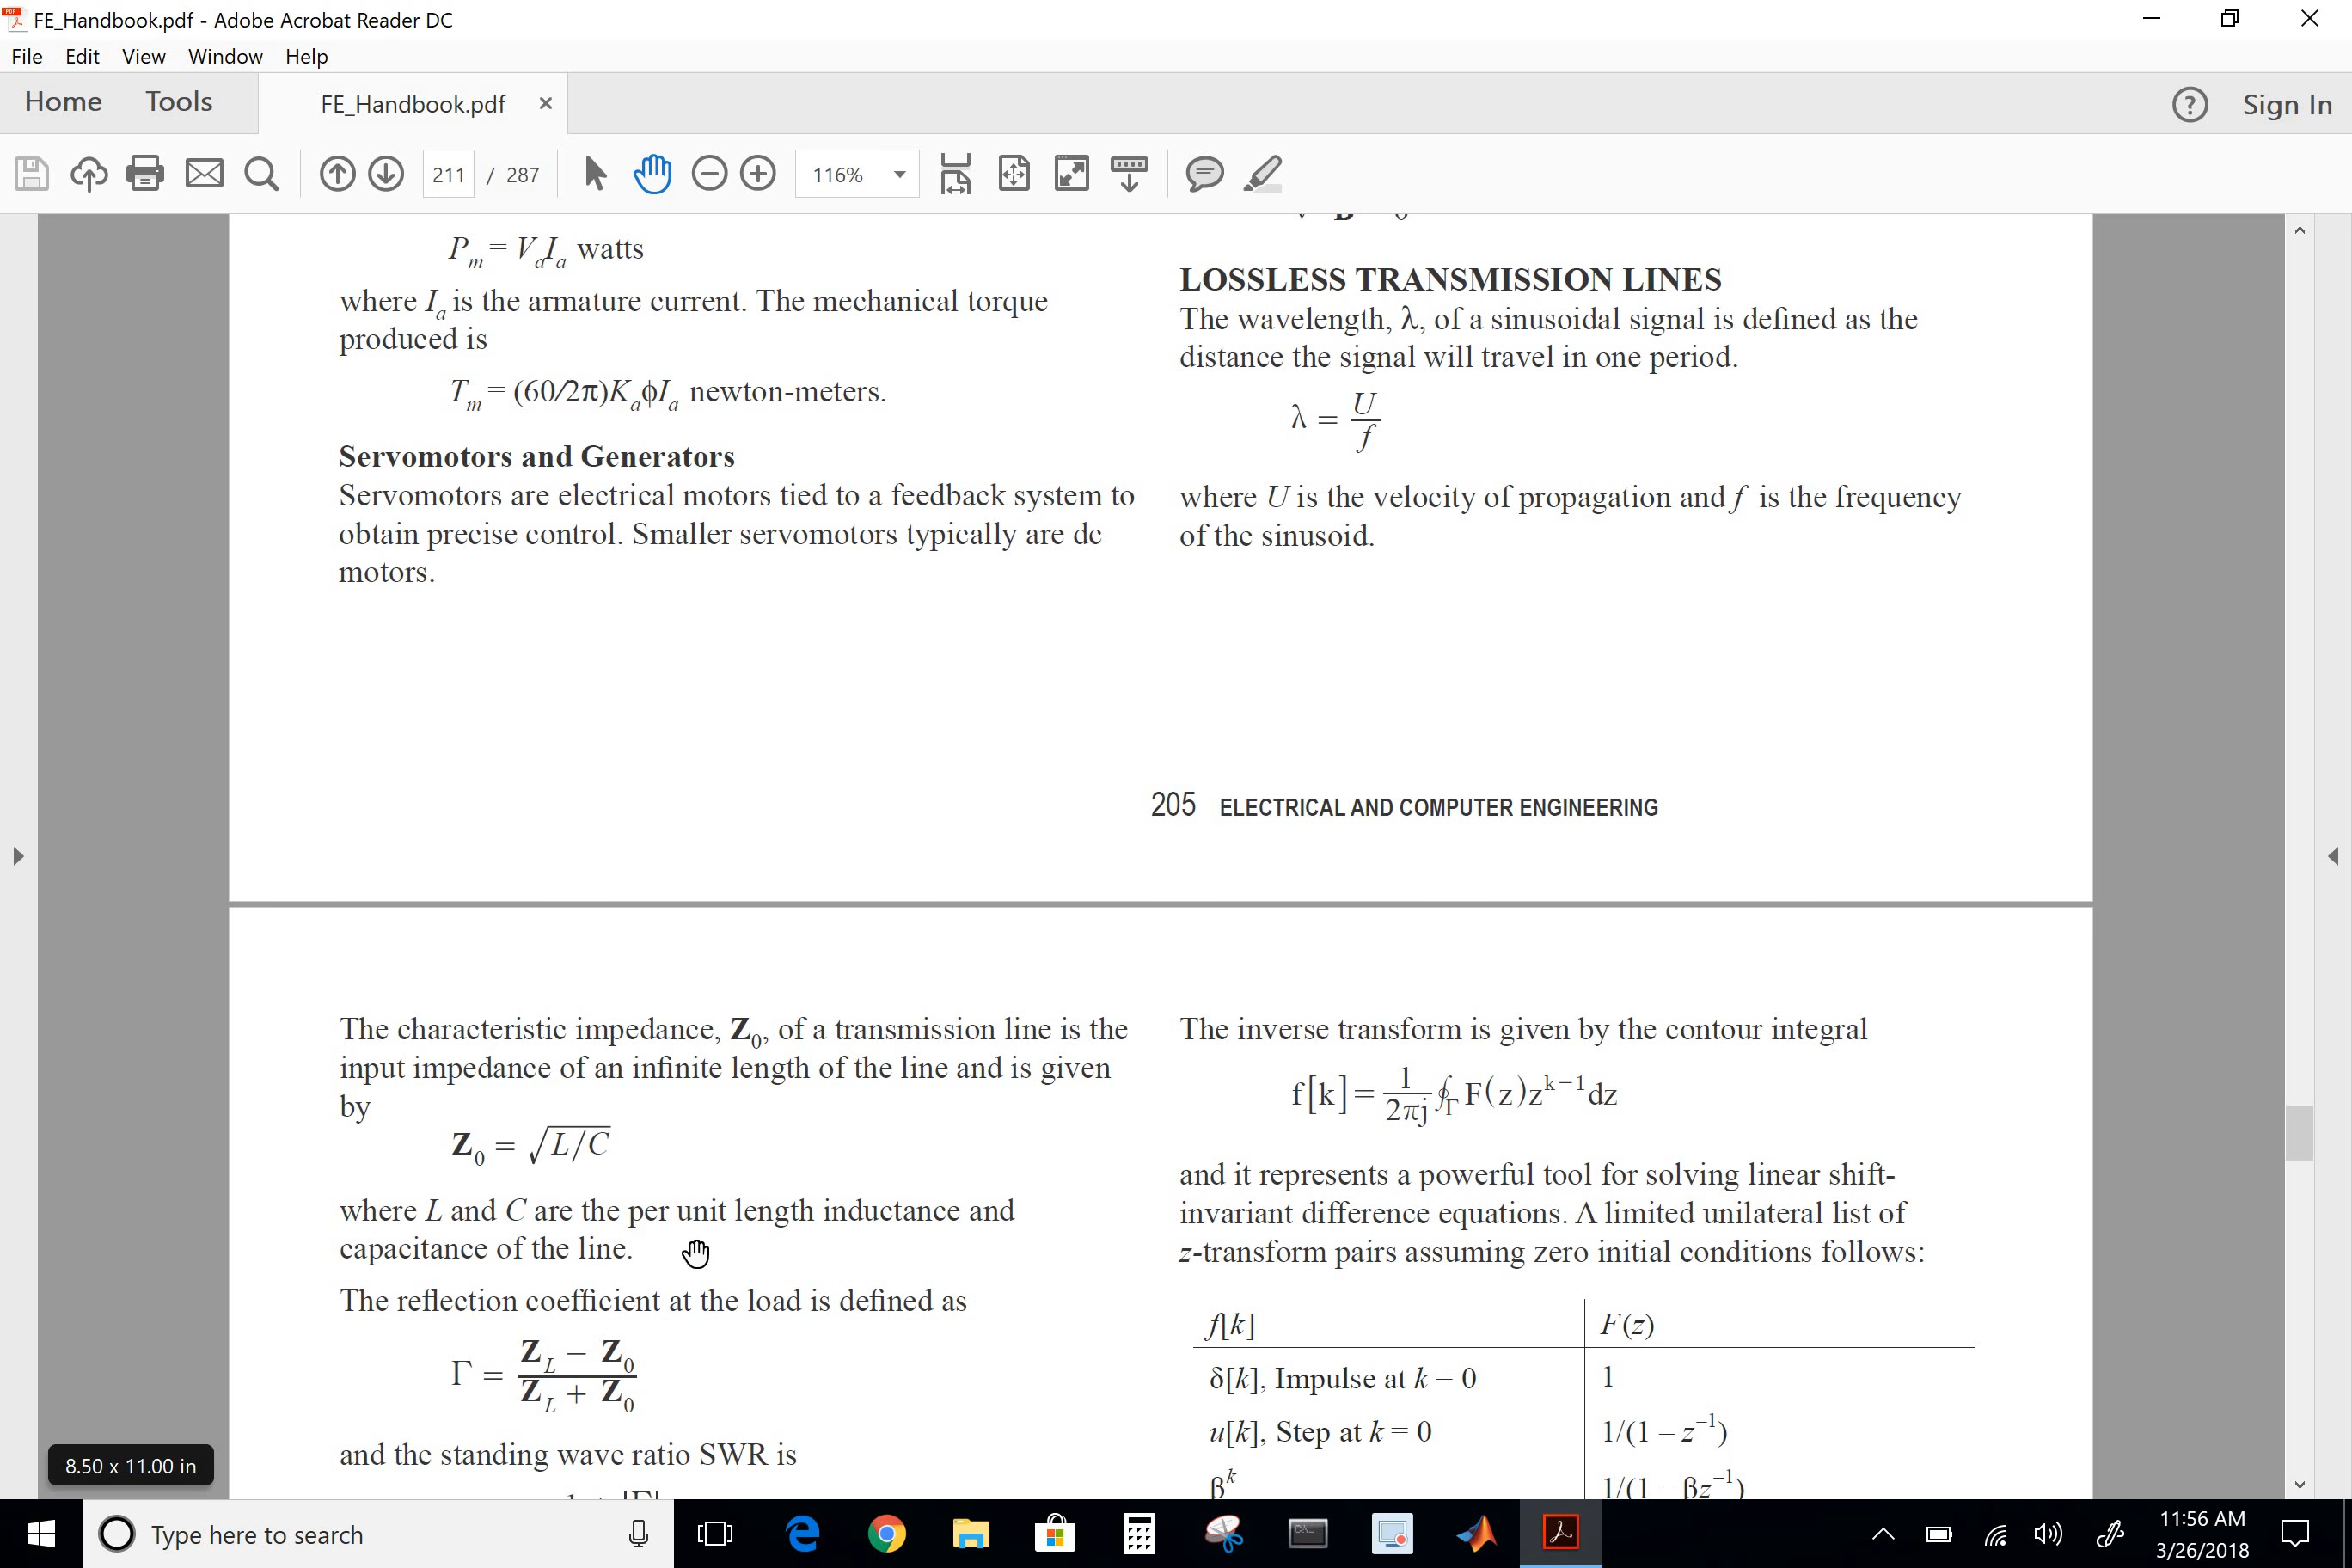 FE_Handbook.pdf - Adobe Acrobat Reader DC
File Edit View Window Help
Home Tools FE_Handbook.pdf × ? Sign In
211 / 287 116%
P_m = V_aI_a watts
where I_a is the armature current. The mechanical torque
produced is
T_m = (60/2π)K_aϕI_a newton-meters.
Servomotors and Generators
Servomotors are electrical motors tied to a feedback system to
obtain precise control. Smaller servomotors typically are dc
motors.
LOSSLESS TRANSMISSION LINES
The wavelength, λ, of a sinusoidal signal is defined as the
distance the signal will travel in one period.
λ = U/f
where U is the velocity of propagation and f is the frequency
of the sinusoid.
205 ELECTRICAL AND COMPUTER ENGINEERING
The characteristic impedance, Z_0, of a transmission line is the
input impedance of an infinite length of the line and is given
by
Z_0 = √L/C
where L and C are the per unit length inductance and
capacitance of the line.
The reflection coefficient at the load is defined as
Γ = (Z_L − Z_0)/(Z_L + Z_0)
and the standing wave ratio SWR is
The inverse transform is given by the contour integral
f[k] = 1/2πj ∮_Γ F(z)z^(k−1)dz
and it represents a powerful tool for solving linear shift-
invariant difference equations. A limited unilateral list of
z-transform pairs assuming zero initial conditions follows:
f[k] F(z)
δ[k], Impulse at k = 0 1
u[k], Step at k = 0 1/(1 – z^–1)
β^k 1/(1 – βz^–1)
8.50 x 11.00 in
Type here to search
11:56 AM
3/26/2018